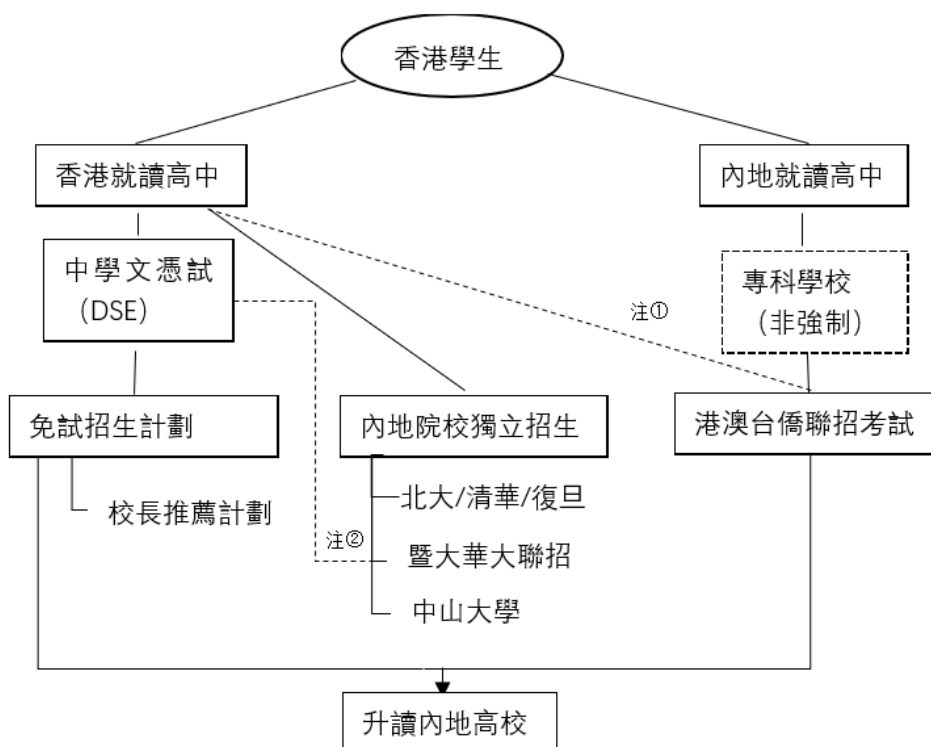 香港學生
香港就讀高中
內地就讀高中
中學文憑試
（DSE）
專科學校
（非強制）
注①
免試招生計劃
內地院校獨立招生
港澳台僑聯招考試
校長推薦計劃
北大/清華/復旦
注②
暨大華大聯招
中山大學
升讀內地高校